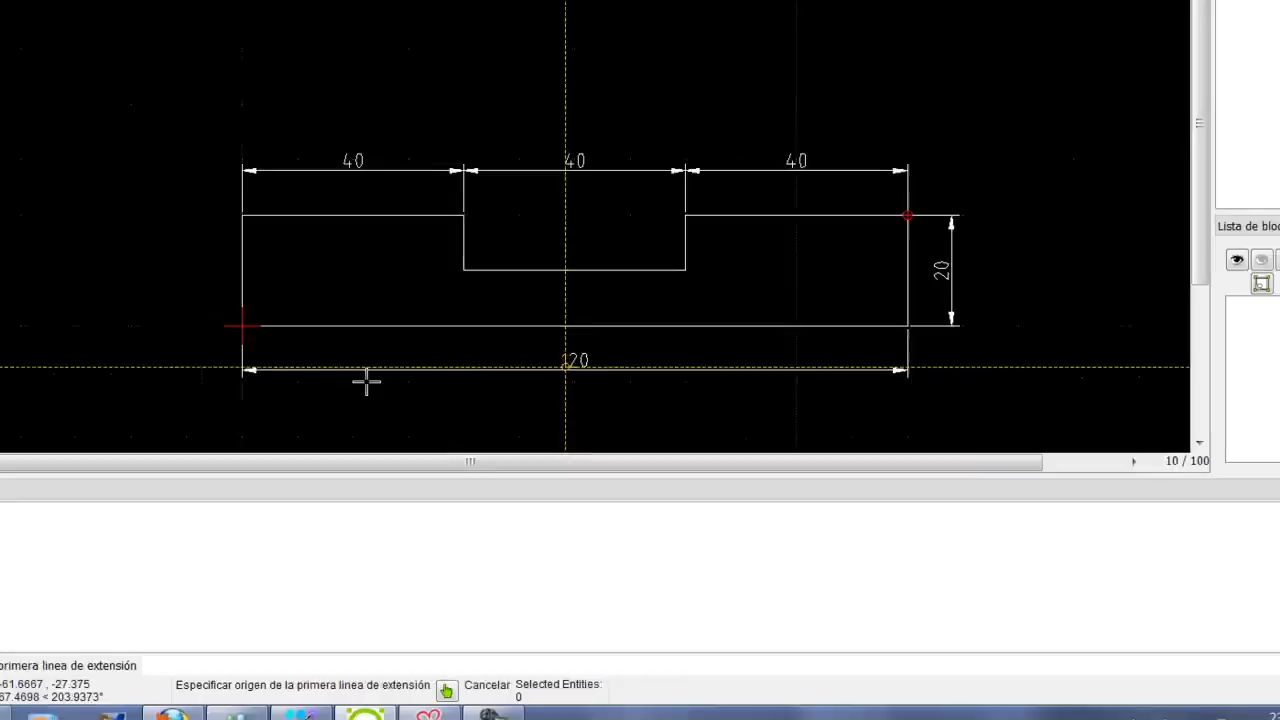 40 40 40
20
120
Lista de bloc
10 / 100
primera linea de extensión
-61.6667 , -27.375
67.4698 < 203.9373°
Especificar origen de la primera linea de extensión Cancelar Selected Entities:
0